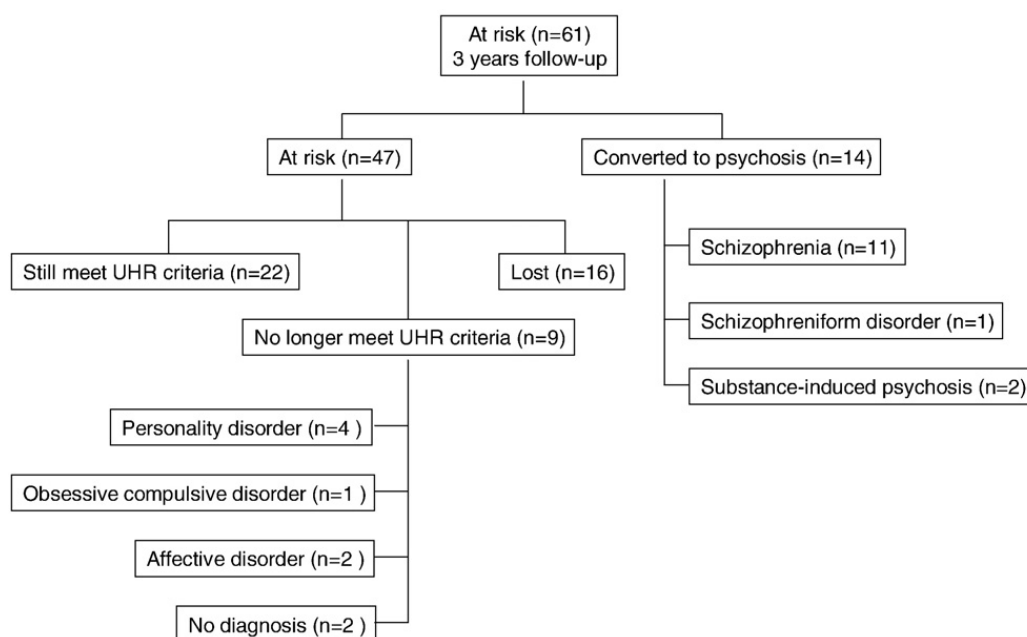 At risk (n=61)
3 years follow-up
At risk (n=47)
Converted to psychosis (n=14)
Still meet UHR criteria (n=22)
Lost (n=16)
No longer meet UHR criteria (n=9)
Personality disorder (n=4 )
Obsessive compulsive disorder (n=1 )
Affective disorder (n=2 )
No diagnosis (n=2 )
Schizophrenia (n=11)
Schizophreniform disorder (n=1)
Substance-induced psychosis (n=2)